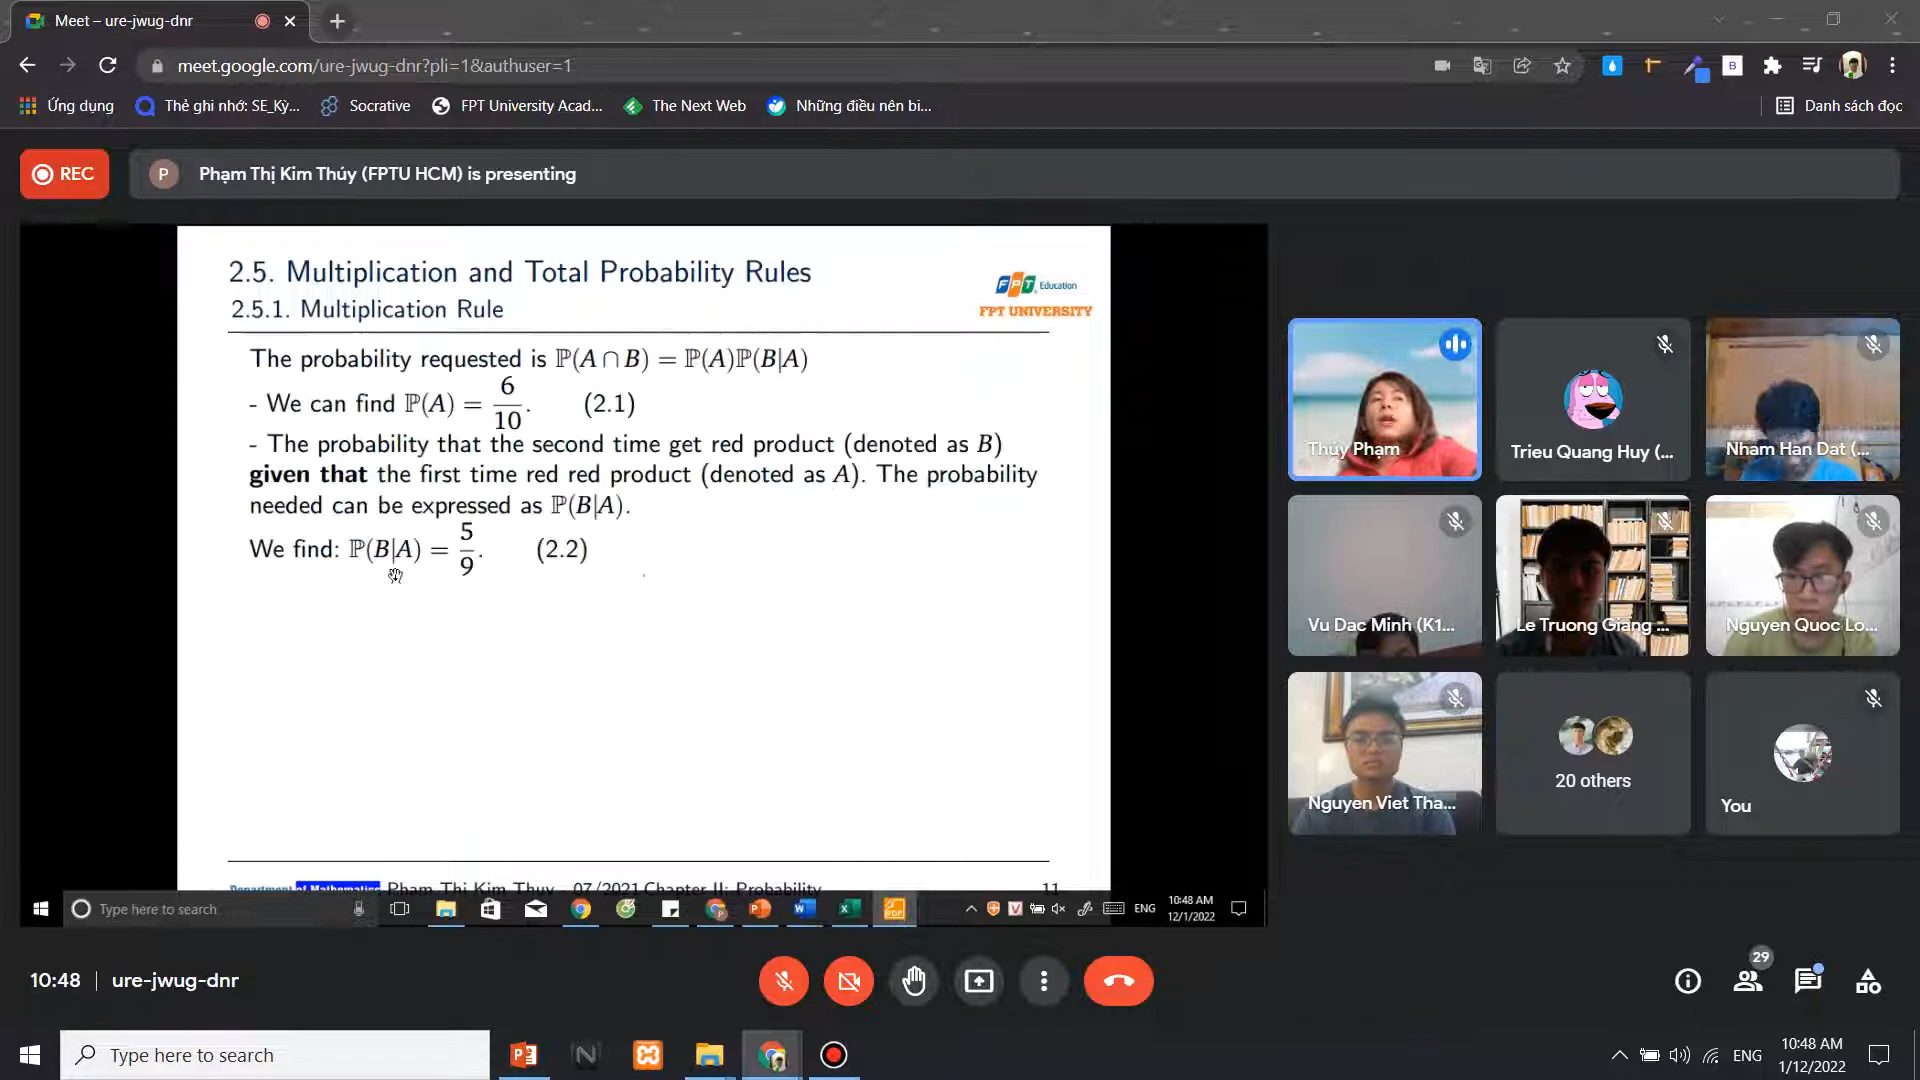 Meet – ure-jwug-dnr
meet.google.com/ure-jwug-dnr?pli=1&authuser=1
Ứng dụng
Thẻ ghi nhớ: SE_Kỳ...
Socrative
FPT University Acad...
The Next Web
Những điều nên bi...
Danh sách đọc
REC
P
Phạm Thị Kim Thúy (FPTU HCM) is presenting
2.5. Multiplication and Total Probability Rules
2.5.1. Multiplication Rule
FPT Education
FPT UNIVERSITY
The probability requested is ℙ(A ∩ B) = ℙ(A)ℙ(B|A)
- We can find ℙ(A) = 6/10. (2.1)
- The probability that the second time get red product (denoted as B)
given that the first time red red product (denoted as A). The probability
needed can be expressed as ℙ(B|A).
We find: ℙ(B|A) = 5/9. (2.2)
Department of Mathematics Pham Thi Kim Thuy 07/2021 Chapter II: Probability 11
Type here to search
ENG
10:48 AM
12/1/2022
Thúy Phạm
Trieu Quang Huy (...
Nham Han Dat (...
Vu Dac Minh (K1...
Le Truong Giang ...
Nguyen Quoc Lo...
Nguyen Viet Tha...
20 others
You
10:48
ure-jwug-dnr
29
Type here to search
ENG
10:48 AM
1/12/2022